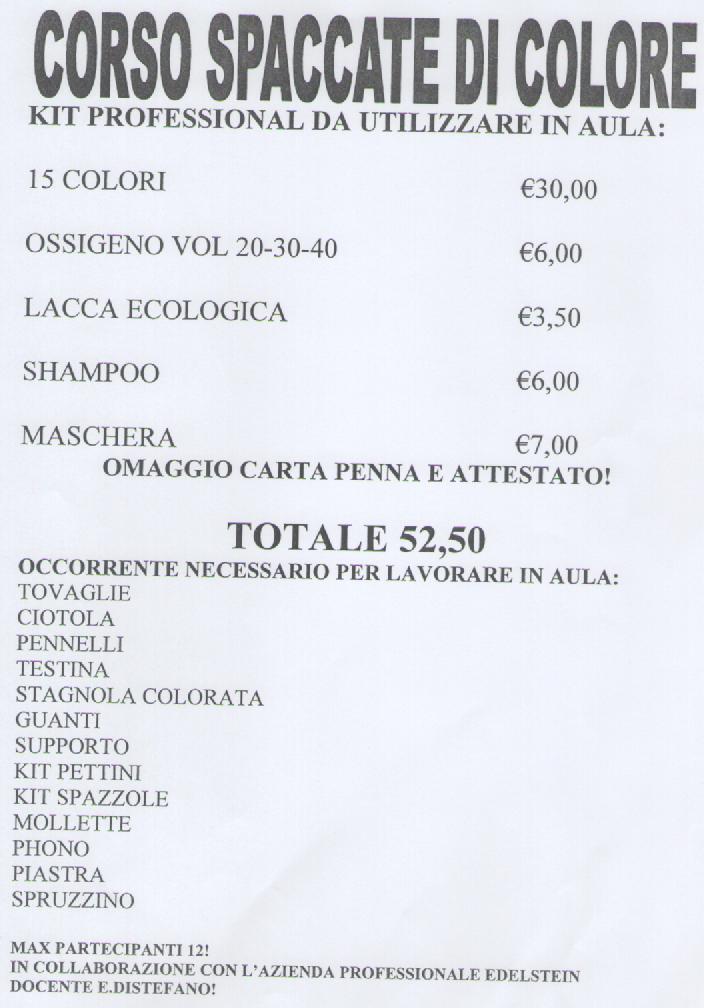 CORSO SPACCATE DI COLORE
KIT PROFESSIONAL DA UTILIZZARE IN AULA:
15 COLORI €30,00
OSSIGENO VOL 20-30-40 €6,00
LACCA ECOLOGICA €3,50
SHAMPOO €6,00
MASCHERA €7,00
OMAGGIO CARTA PENNA E ATTESTATO!
TOTALE 52,50
OCCORRENTE NECESSARIO PER LAVORARE IN AULA:
TOVAGLIE
CIOTOLA
PENNELLI
TESTINA
STAGNOLA COLORATA
GUANTI
SUPPORTO
KIT PETTINI
KIT SPAZZOLE
MOLLETTE
PHONO
PIASTRA
SPRUZZINO
MAX PARTECIPANTI 12!
IN COLLABORAZIONE CON L'AZIENDA PROFESSIONALE EDELSTEIN
DOCENTE E.DISTEFANO!